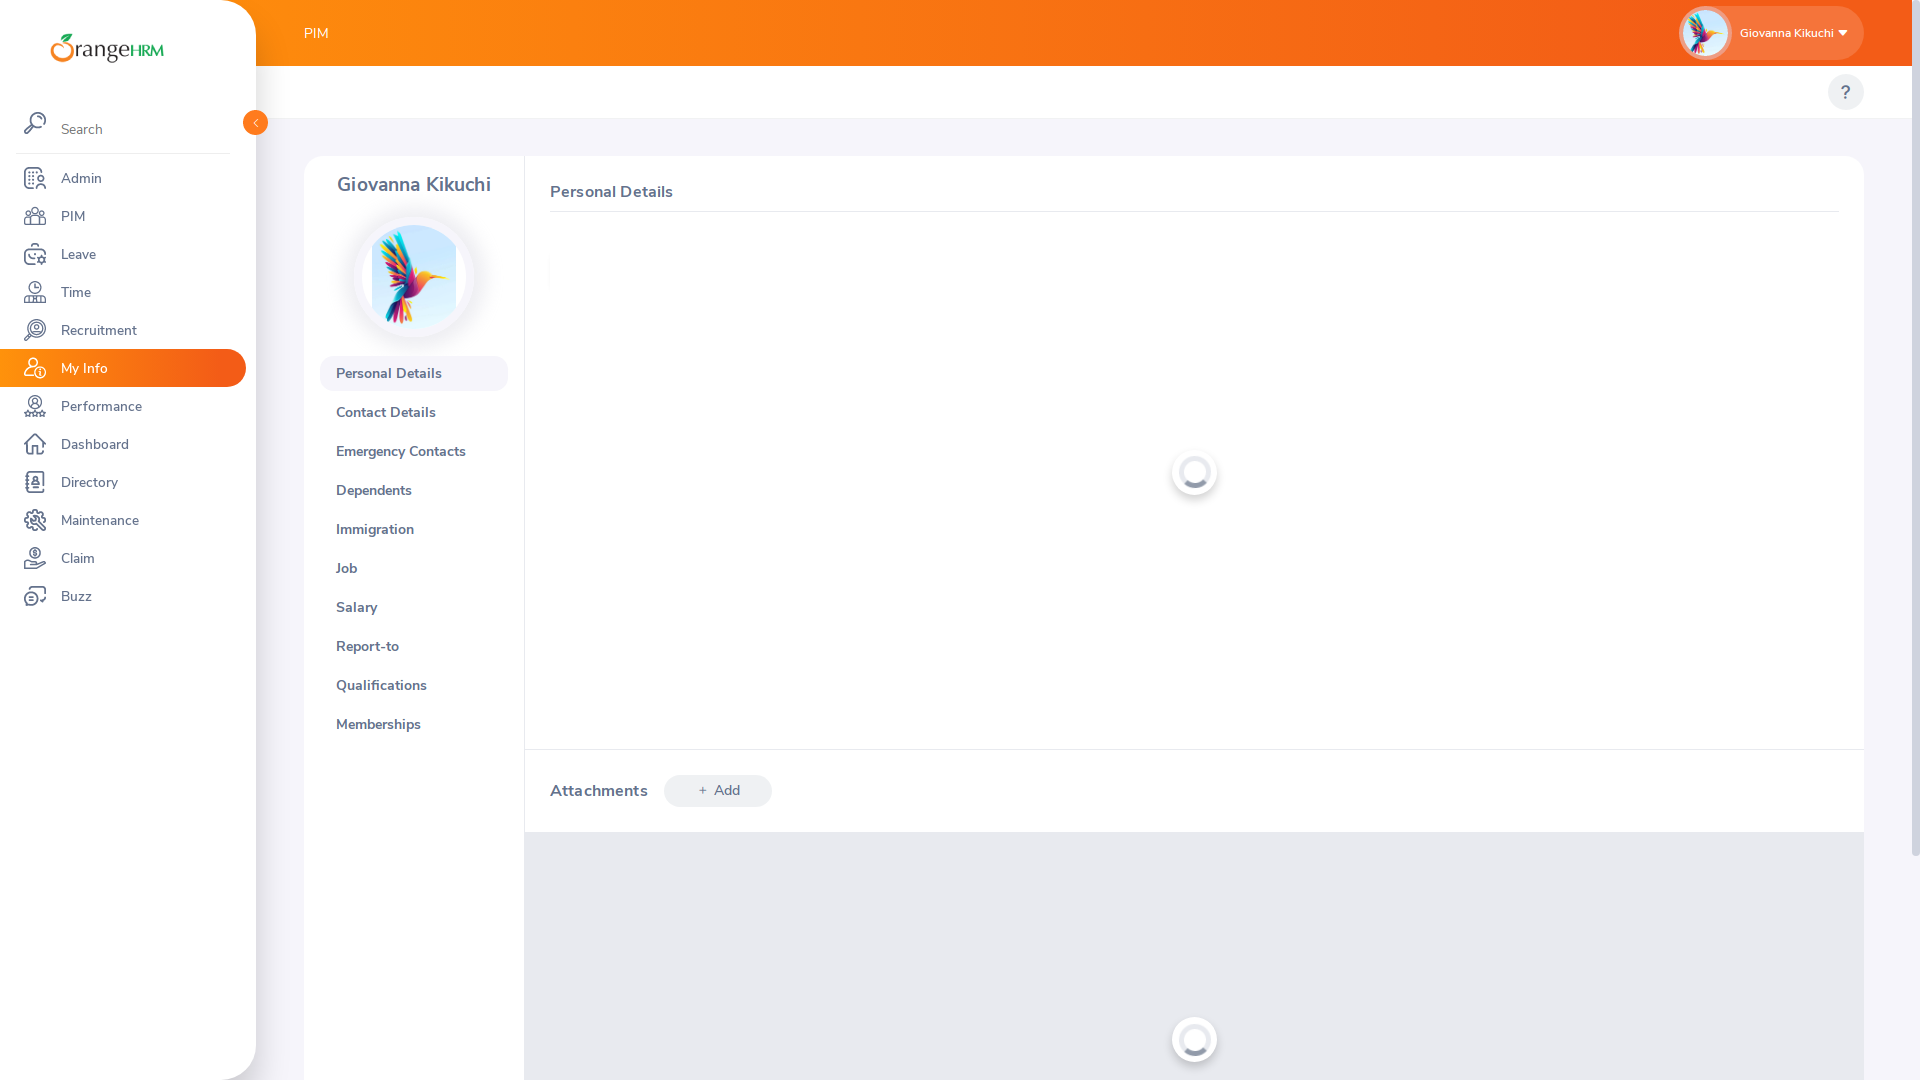 OrangeHRM
PIM
Giovanna Kikuchi
?
Search
Admin
PIM
Leave
Time
Recruitment
My Info
Performance
Dashboard
Directory
Maintenance
Claim
Buzz
Giovanna Kikuchi
Personal Details
Contact Details
Emergency Contacts
Dependents
Immigration
Job
Salary
Report-to
Qualifications
Memberships
Personal Details
Attachments
+ Add